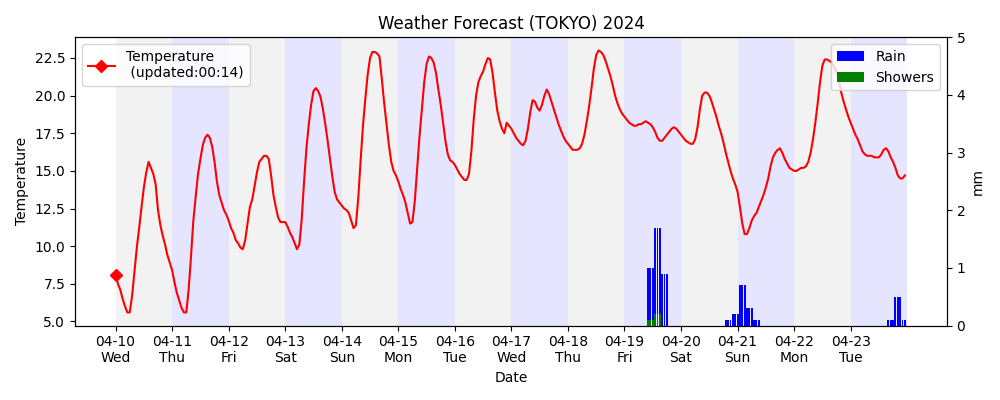 Weather Forecast (TOKYO) 2024
Temperature
(updated:00:14)
Rain
Showers
Temperature
22.5
20.0
17.5
15.0
12.5
10.0
7.5
5.0
5
4
3
2
1
0
mm
04-10 04-11 04-12 04-13 04-14 04-15 04-16 04-17 04-18 04-19 04-20 04-21 04-22 04-23
Wed Thu Fri Sat Sun Mon Tue Wed Thu Fri Sat Sun Mon Tue
Date